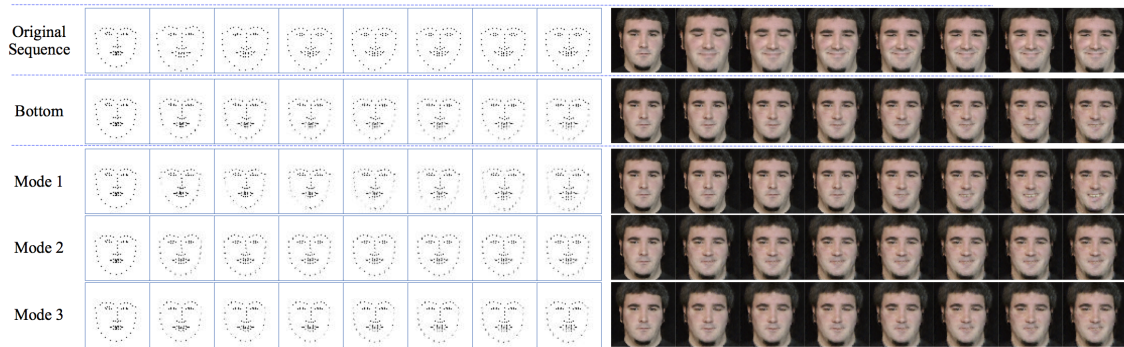 Original
Sequence
Bottom
Mode 1
Mode 2
Mode 3